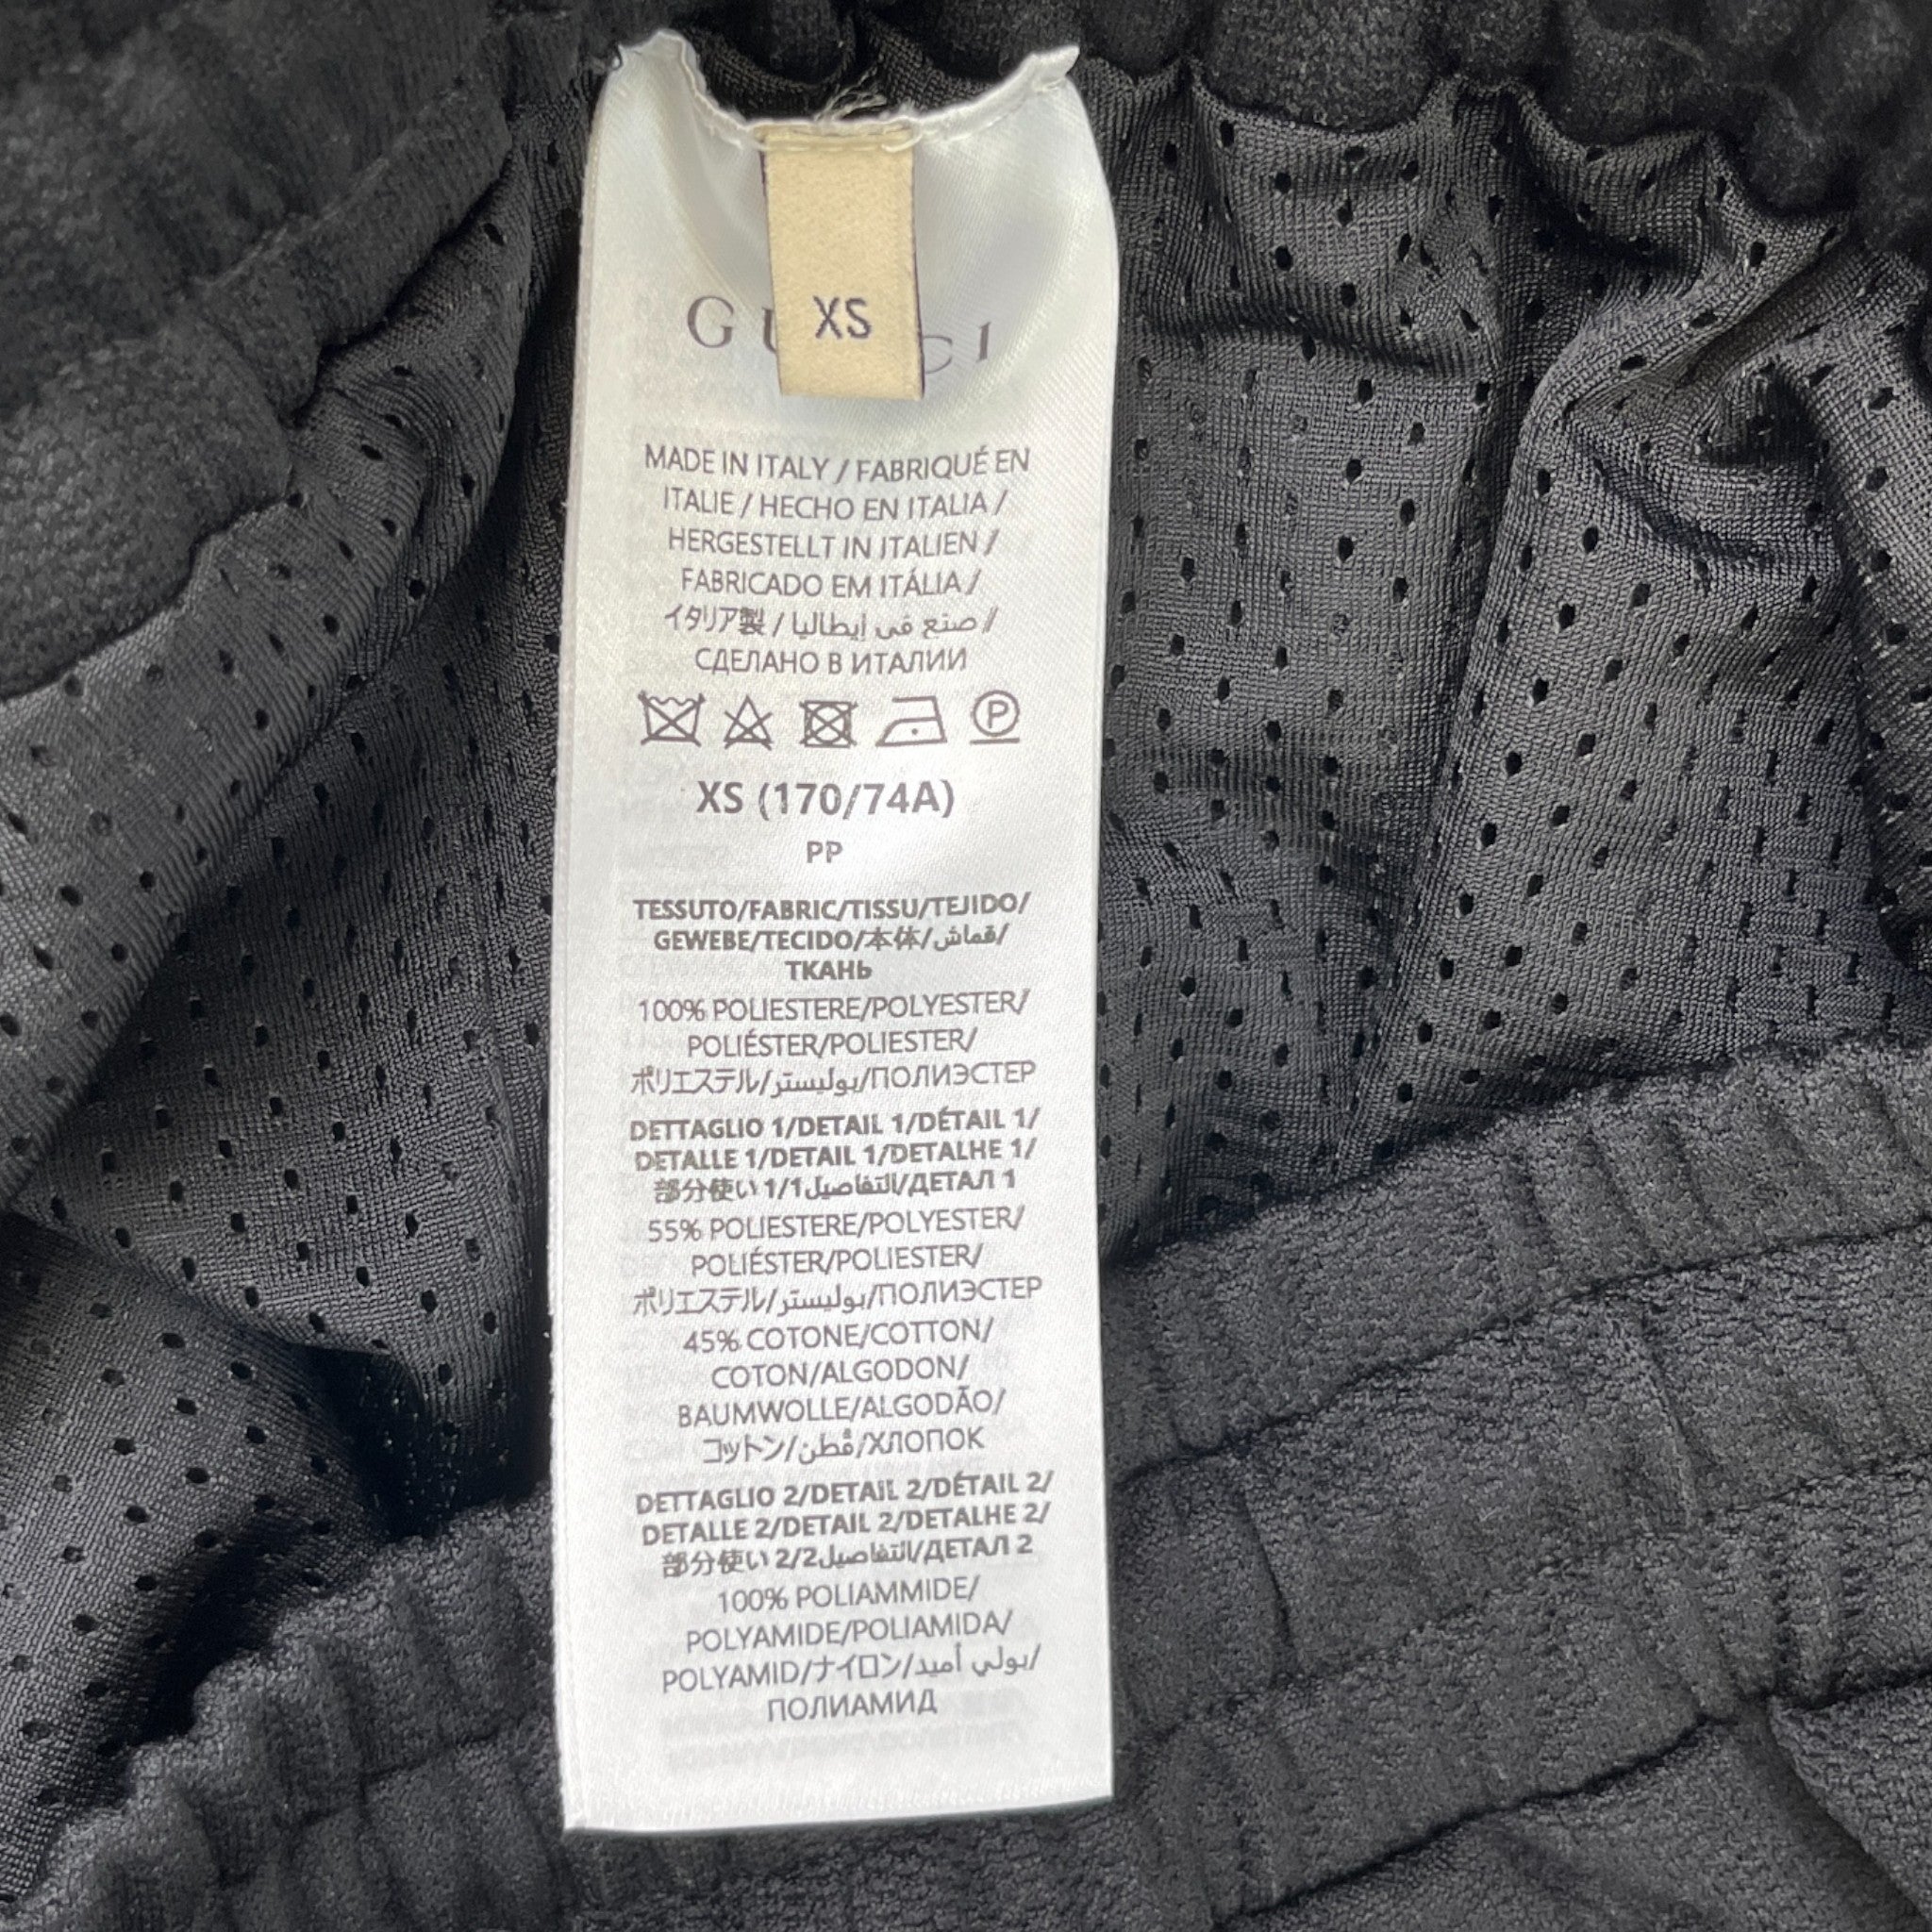 XS
GUCCI
MADE IN ITALY / FABRIQUÉ EN
ITALIE / HECHO EN ITALIA /
HERGESTELLT IN ITALIEN /
FABRICADO EM ITÁLIA /
イタリア製 / صنع في إيطاليا /
СДЕЛАНО В ИТАЛИИ
P
XS (170/74A)
PP
TESSUTO/FABRIC/TISSU/TEJIDO/
GEWEBE/TECIDO/本体/قماش/
ТКАНЬ
100% POLIESTERE/POLYESTER/
POLIÉSTER/POLIESTER/
ポリエステル/بوليستر/ПОЛИЭСТЕР
DETTAGLIO 1/DETAIL 1/DÉTAIL 1/
DETALLE 1/DETAIL 1/DETALHE 1/
部分使い 1/التفاصيل1/ДЕТАЛ 1
55% POLIESTERE/POLYESTER/
POLIÉSTER/POLIESTER/
ポリエステル/بوليستر/ПОЛИЭСТЕР
45% COTONE/COTTON/
COTON/ALGODON/
BAUMWOLLE/ALGODÃO/
コットン/قُطن/ХЛОПОК
DETTAGLIO 2/DETAIL 2/DÉTAIL 2/
DETALLE 2/DETAIL 2/DETALHE 2/
部分使い 2/التفاصيل2/ДЕТАЛ 2
100% POLIAMMIDE/
POLYAMIDE/POLIAMIDA/
POLYAMID/ナイロン/بولي أميد/
ПОЛИАМИД